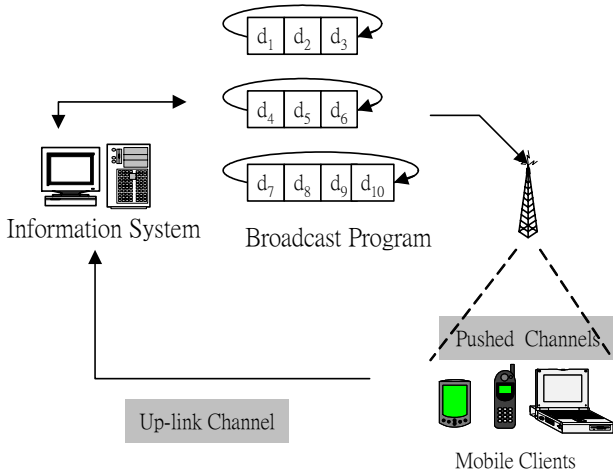 d₁ d₂ d₃
d₄ d₅ d₆
d₇ d₈ d₉ d₁₀
Information System
Broadcast Program
Pushed Channels
Up-link Channel
Mobile Clients